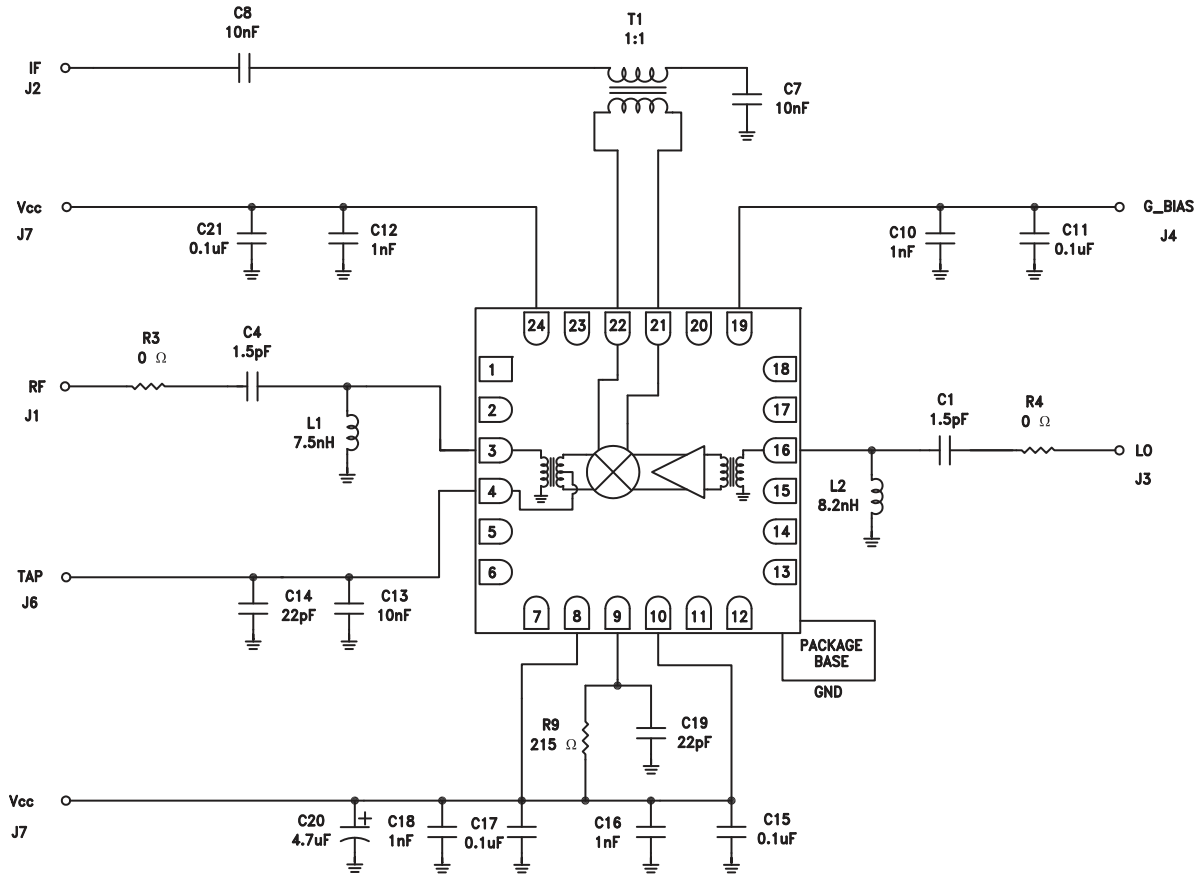 C8
10nF
T1
1:1
IF
J2
C7
10nF
Vcc
J7
C21
0.1uF
C12
1nF
G_BIAS
J4
C10
1nF
C11
0.1uF
24
23
22
21
20
19
R3
0 Ω
C4
1.5pF
RF
J1
L1
7.5nH
1
2
3
4
5
6
18
17
16
15
14
13
C1
1.5pF
R4
0 Ω
LO
J3
L2
8.2nH
TAP
J6
C14
22pF
C13
10nF
7
8
9
10
11
12
PACKAGE
BASE
GND
R9
215 Ω
C19
22pF
Vcc
J7
C20
4.7uF
+
C18
1nF
C17
0.1uF
C16
1nF
C15
0.1uF